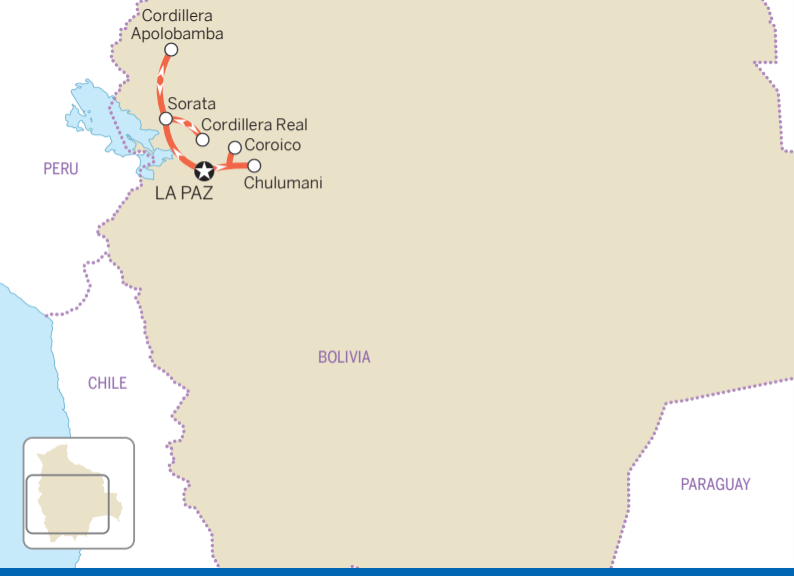 Cordillera
Apolobamba
Sorata
Cordillera Real
Coroico
PERU
LA PAZ
Chulumani
BOLIVIA
CHILE
PARAGUAY